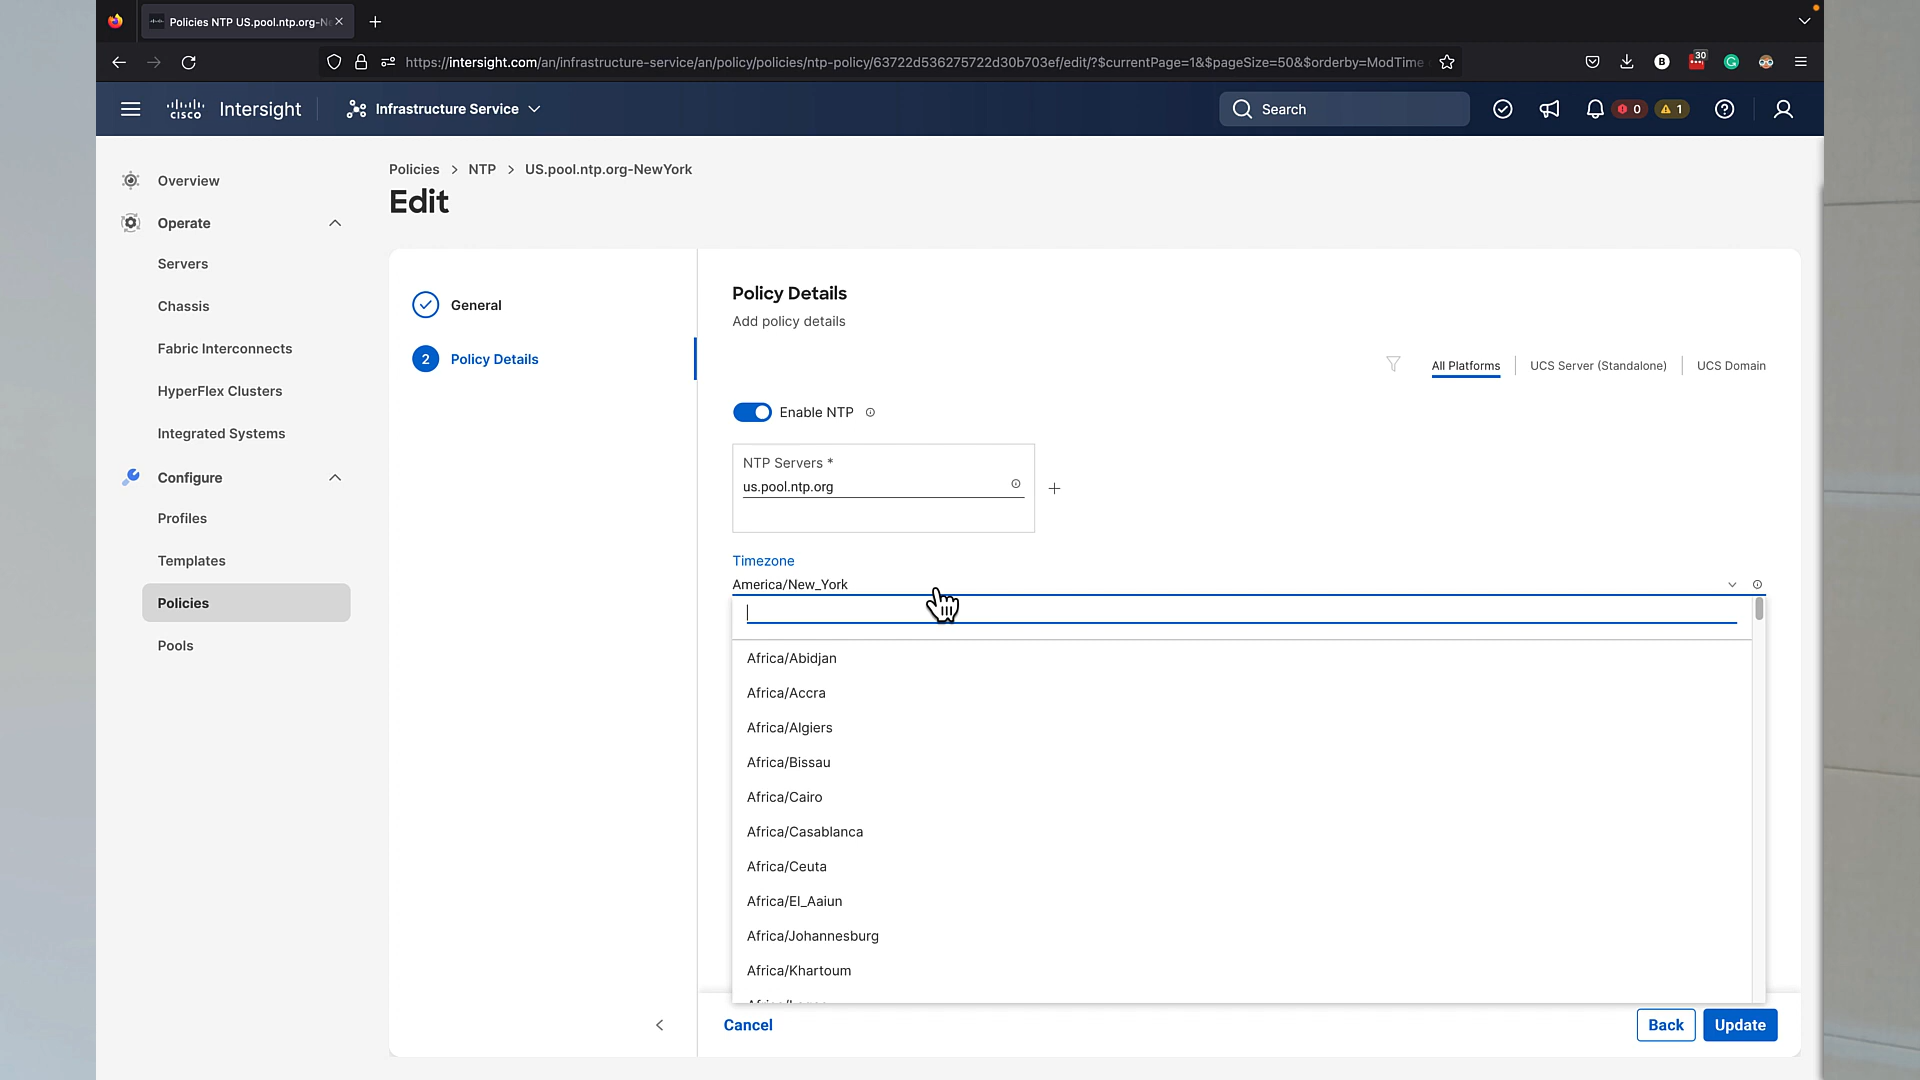 Policies NTP US.pool.ntp.org-Ne
https://intersight.com/an/infrastructure-service/an/policy/policies/ntp-policy/63722d536275722d30b703ef/edit/?$currentPage=1&$pageSize=50&$orderby=ModTime
B
30
cisco Intersight
Infrastructure Service
Search
0
1
Overview
Operate
Servers
Chassis
Fabric Interconnects
HyperFlex Clusters
Integrated Systems
Configure
Profiles
Templates
Policies
Pools
Policies > NTP > US.pool.ntp.org-NewYork
Edit
General
2 Policy Details
Policy Details
Add policy details
All Platforms
UCS Server (Standalone)
UCS Domain
Enable NTP
NTP Servers *
us.pool.ntp.org
Timezone
America/New_York
Africa/Abidjan
Africa/Accra
Africa/Algiers
Africa/Bissau
Africa/Cairo
Africa/Casablanca
Africa/Ceuta
Africa/El_Aaiun
Africa/Johannesburg
Africa/Khartoum
Cancel
Back
Update